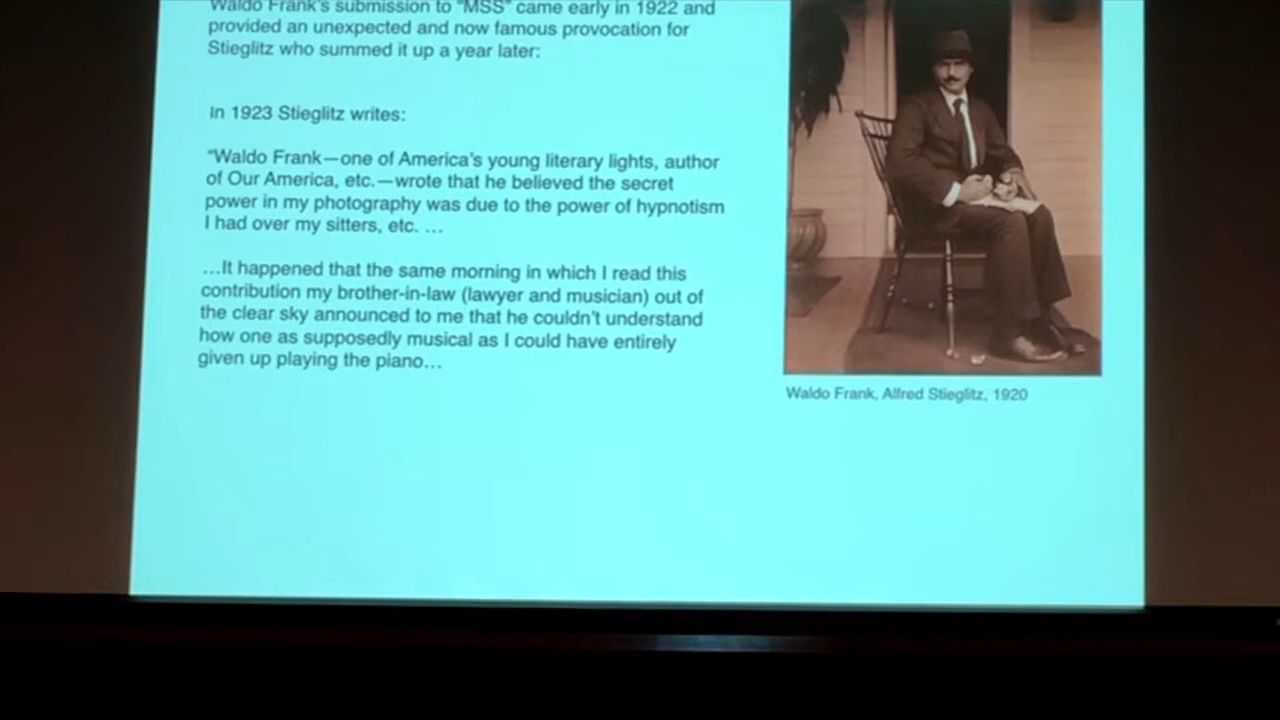 Waldo Frank's submission to "MSS" came early in 1922 and
provided an unexpected and now famous provocation for
Stieglitz who summed it up a year later:
In 1923 Stieglitz writes:
"Waldo Frank—one of America's young literary lights, author
of Our America, etc.—wrote that he believed the secret
power in my photography was due to the power of hypnotism
I had over my sitters, etc. …
…It happened that the same morning in which I read this
contribution my brother-in-law (lawyer and musician) out of
the clear sky announced to me that he couldn't understand
how one as supposedly musical as I could have entirely
given up playing the piano…
Waldo Frank, Alfred Stieglitz, 1920